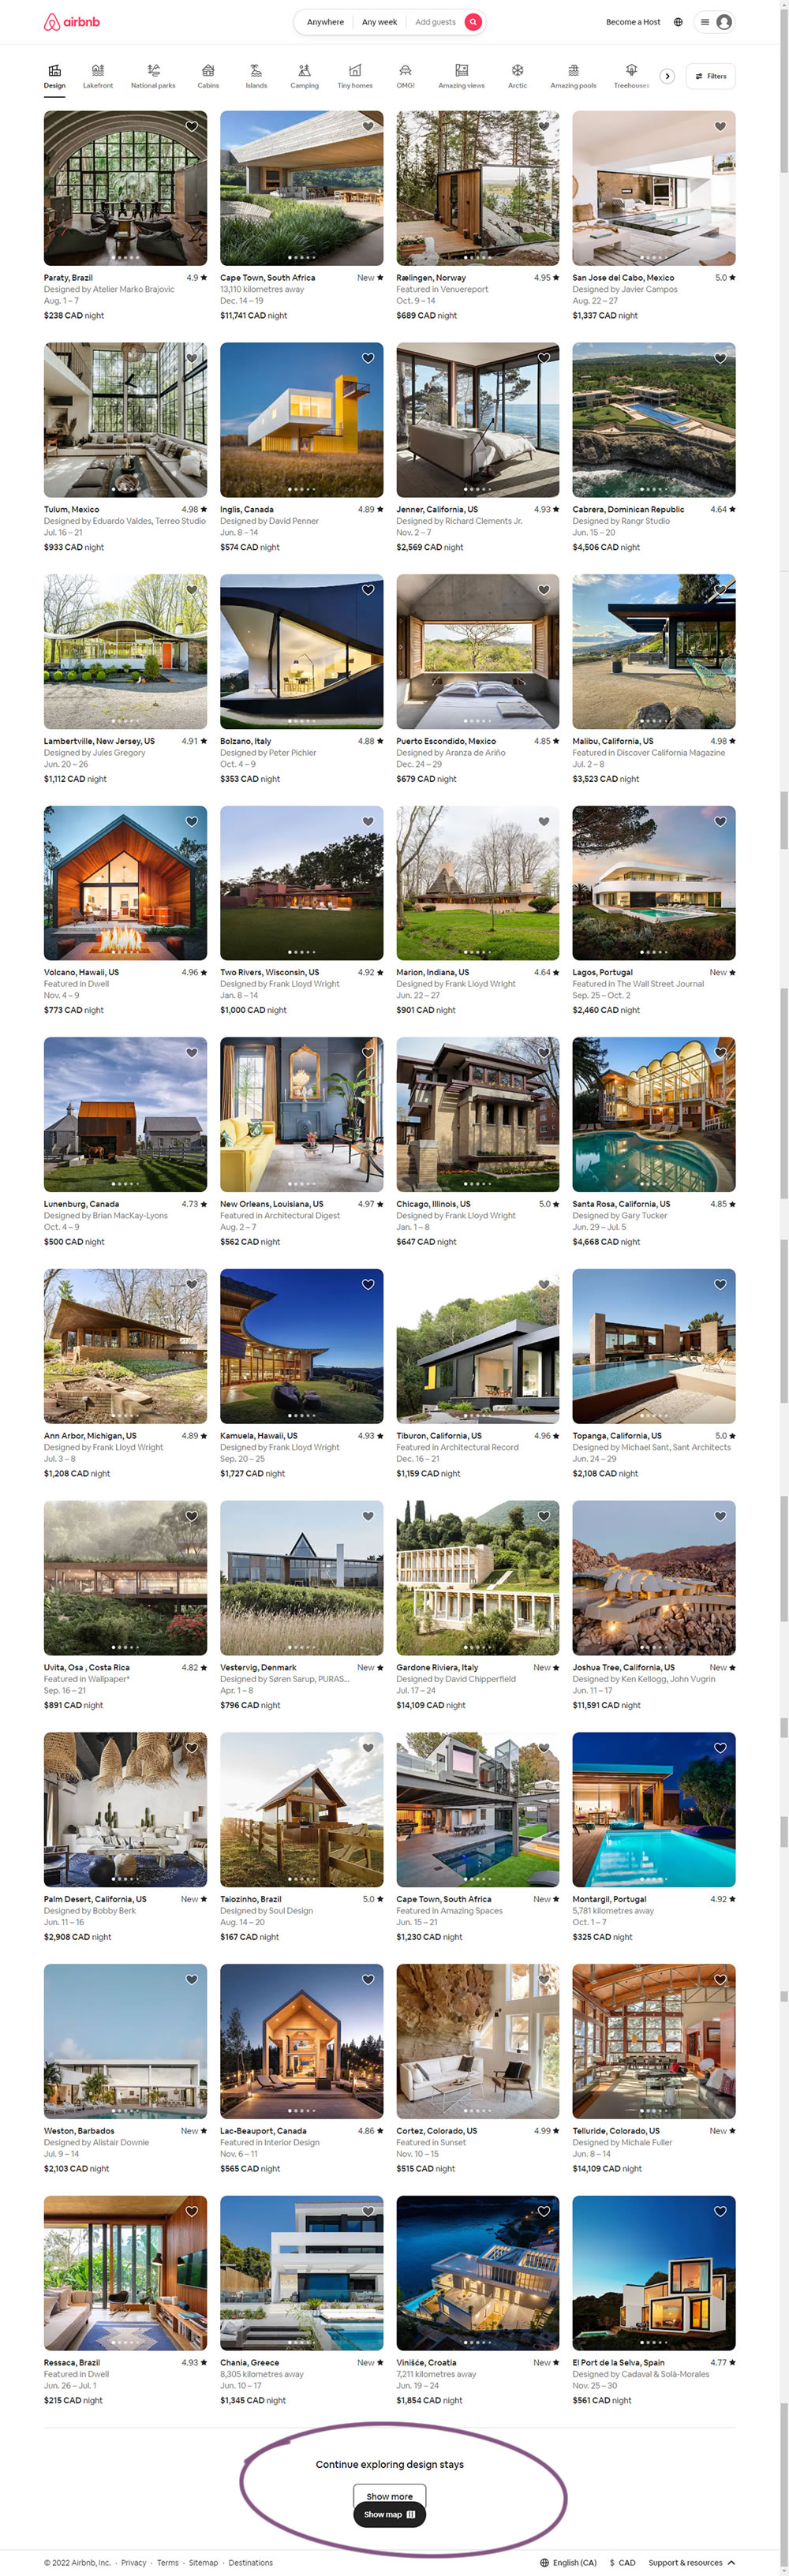 airbnb
Anywhere Any week Add guests
Become a Host
Design Lakefront National parks Cabins Islands Camping Tiny homes OMG! Amazing views Arctic Amazing pools Treehouses Filters
Paraty, Brazil 4.9 ★
Designed by Atelier Marko Brajovic
Aug. 1 – 7
$238 CAD night
Cape Town, South Africa New ★
13,110 kilometres away
Dec. 14 – 19
$11,741 CAD night
Rælingen, Norway 4.95 ★
Featured in Venuereport
Oct. 9 – 14
$689 CAD night
San Jose del Cabo, Mexico 5.0 ★
Designed by Javier Campos
Aug. 22 – 27
$1,337 CAD night
Tulum, Mexico 4.98 ★
Designed by Eduardo Valdes, Terreo Studio
Jul. 16 – 21
$933 CAD night
Inglis, Canada 4.89 ★
Designed by David Penner
Jun. 8 – 14
$574 CAD night
Jenner, California, US 4.93 ★
Designed by Richard Clements Jr.
Nov. 2 – 7
$2,569 CAD night
Cabrera, Dominican Republic 4.64 ★
Designed by Rangr Studio
Jun. 15 – 20
$4,506 CAD night
Lambertville, New Jersey, US 4.91 ★
Designed by Jules Gregory
Jun. 20 – 26
$1,112 CAD night
Bolzano, Italy 4.88 ★
Designed by Peter Pichler
Oct. 4 – 9
$353 CAD night
Puerto Escondido, Mexico 4.85 ★
Designed by Aranza de Ariño
Dec. 24 – 29
$679 CAD night
Malibu, California, US 4.98 ★
Featured in Discover California Magazine
Jul. 2 – 8
$3,523 CAD night
Volcano, Hawaii, US 4.96 ★
Featured in Dwell
Nov. 4 – 9
$773 CAD night
Two Rivers, Wisconsin, US 4.92 ★
Designed by Frank Lloyd Wright
Jan. 8 – 14
$1,000 CAD night
Marion, Indiana, US 4.64 ★
Designed by Frank Lloyd Wright
Jun. 22 – 27
$901 CAD night
Lagos, Portugal New ★
Featured in The Wall Street Journal
Sep. 25 – Oct. 2
$2,460 CAD night
Lunenburg, Canada 4.73 ★
Designed by Brian MacKay-Lyons
Oct. 4 – 9
$500 CAD night
New Orleans, Louisiana, US 4.97 ★
Featured in Architectural Digest
Aug. 2 – 7
$562 CAD night
Chicago, Illinois, US 5.0 ★
Designed by Frank Lloyd Wright
Jan. 1 – 8
$647 CAD night
Santa Rosa, California, US 4.85 ★
Designed by Gary Tucker
Jun. 29 – Jul. 5
$4,668 CAD night
Ann Arbor, Michigan, US 4.89 ★
Designed by Frank Lloyd Wright
Jul. 3 – 8
$1,208 CAD night
Kamuela, Hawaii, US 4.93 ★
Designed by Frank Lloyd Wright
Sep. 20 – 25
$1,727 CAD night
Tiburon, California, US 4.96 ★
Featured in Architectural Record
Dec. 16 – 21
$1,159 CAD night
Topanga, California, US 5.0 ★
Designed by Michael Sant, Sant Architects
Jun. 24 – 29
$2,108 CAD night
Uvita, Osa , Costa Rica 4.82 ★
Featured in Wallpaper*
Sep. 16 – 21
$891 CAD night
Vestervig, Denmark New ★
Designed by Søren Sarup, PURAS...
Apr. 1 – 8
$796 CAD night
Gardone Riviera, Italy New ★
Designed by David Chipperfield
Jul. 17 – 24
$14,109 CAD night
Joshua Tree, California, US New ★
Designed by Ken Kellogg, John Vugrin
Jun. 11 – 17
$11,591 CAD night
Palm Desert, California, US New ★
Designed by Bobby Berk
Jun. 11 – 16
$2,908 CAD night
Taiozinho, Brazil 5.0 ★
Designed by Soul Design
Aug. 14 – 20
$167 CAD night
Cape Town, South Africa New ★
Featured in Amazing Spaces
Jun. 15 – 21
$1,230 CAD night
Montargil, Portugal 4.92 ★
5,781 kilometres away
Oct. 1 – 7
$325 CAD night
Weston, Barbados New ★
Designed by Alistair Downie
Jul. 9 – 14
$2,103 CAD night
Lac-Beauport, Canada 4.86 ★
Featured in Interior Design
Nov. 6 – 11
$565 CAD night
Cortez, Colorado, US 4.99 ★
Featured in Sunset
Nov. 10 – 15
$515 CAD night
Telluride, Colorado, US New ★
Designed by Michale Fuller
Jun. 8 – 14
$14,109 CAD night
Ressaca, Brazil 4.93 ★
Featured in Dwell
Jun. 26 – Jul. 1
$215 CAD night
Chania, Greece New ★
8,305 kilometres away
Jun. 10 – 17
$1,345 CAD night
Vinišće, Croatia New ★
7,211 kilometres away
Jun. 19 – 24
$1,854 CAD night
El Port de la Selva, Spain 4.77 ★
Designed by Cadaval & Solà-Morales
Nov. 25 – 30
$561 CAD night
Continue exploring design stays
Show more
Show map
© 2022 Airbnb, Inc. · Privacy · Terms · Sitemap · Destinations English (CA) $ CAD Support & resources